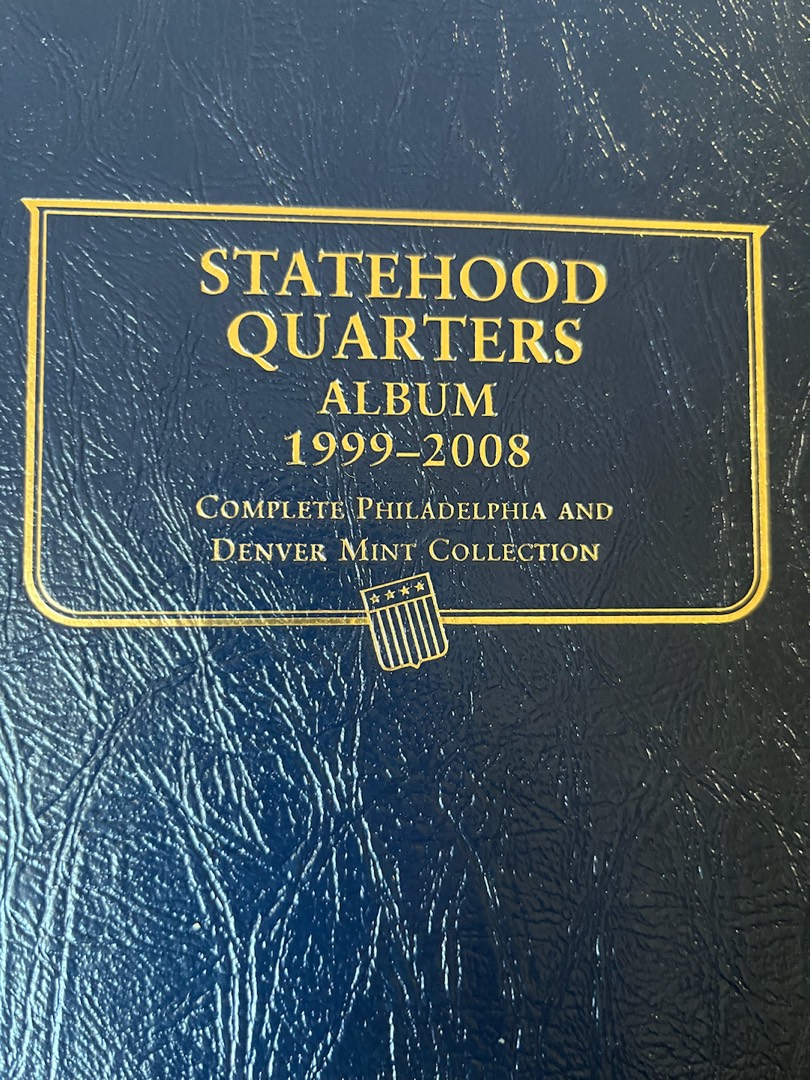 STATEHOOD
QUARTERS
ALBUM
1999–2008
COMPLETE PHILADELPHIA AND
DENVER MINT COLLECTION